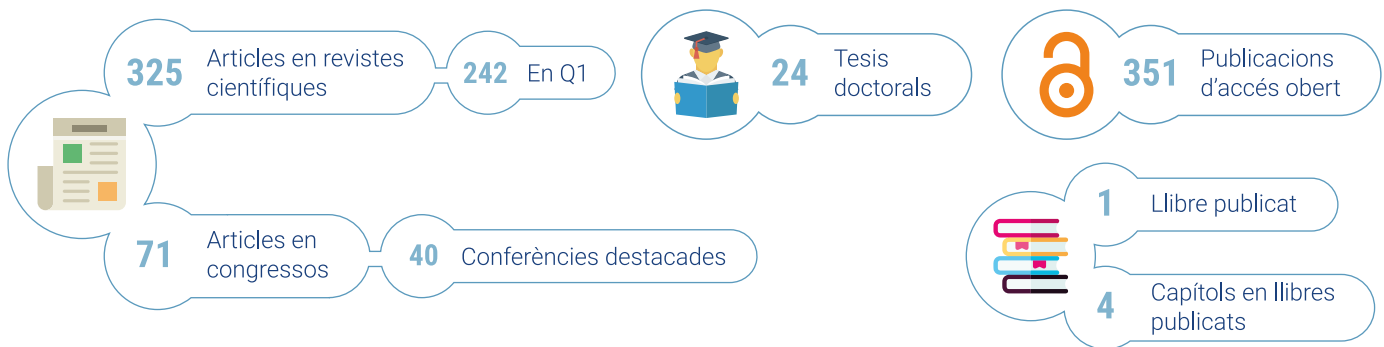 325
Articles en revistes
científiques
242
En Q1
71
Articles en
congressos
40
Conferències destacades
24
Tesis
doctorals
351
Publicacions
d'accés obert
1
Llibre publicat
4
Capítols en llibres
publicats